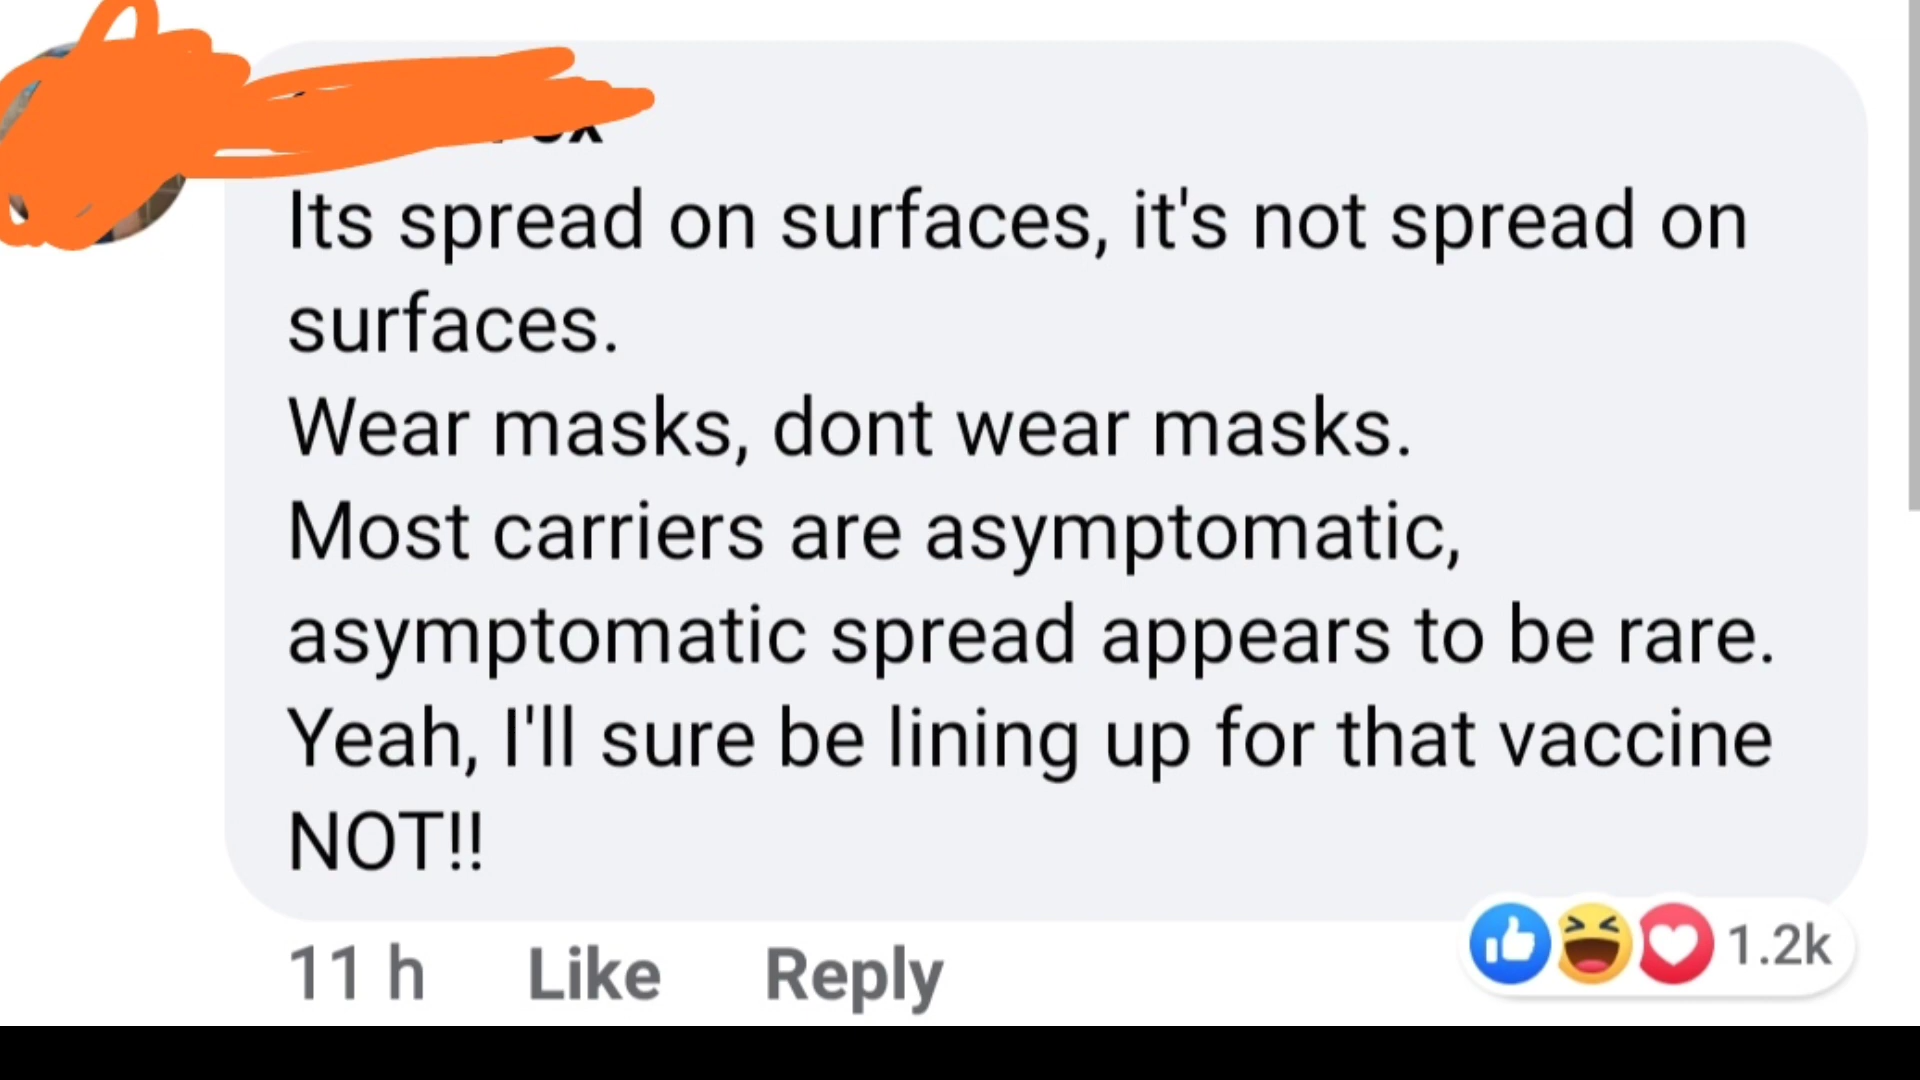 Its spread on surfaces, it's not spread on
surfaces.
Wear masks, dont wear masks.
Most carriers are asymptomatic,
asymptomatic spread appears to be rare.
Yeah, I'll sure be lining up for that vaccine
NOT!!
11 h Like Reply 1.2k